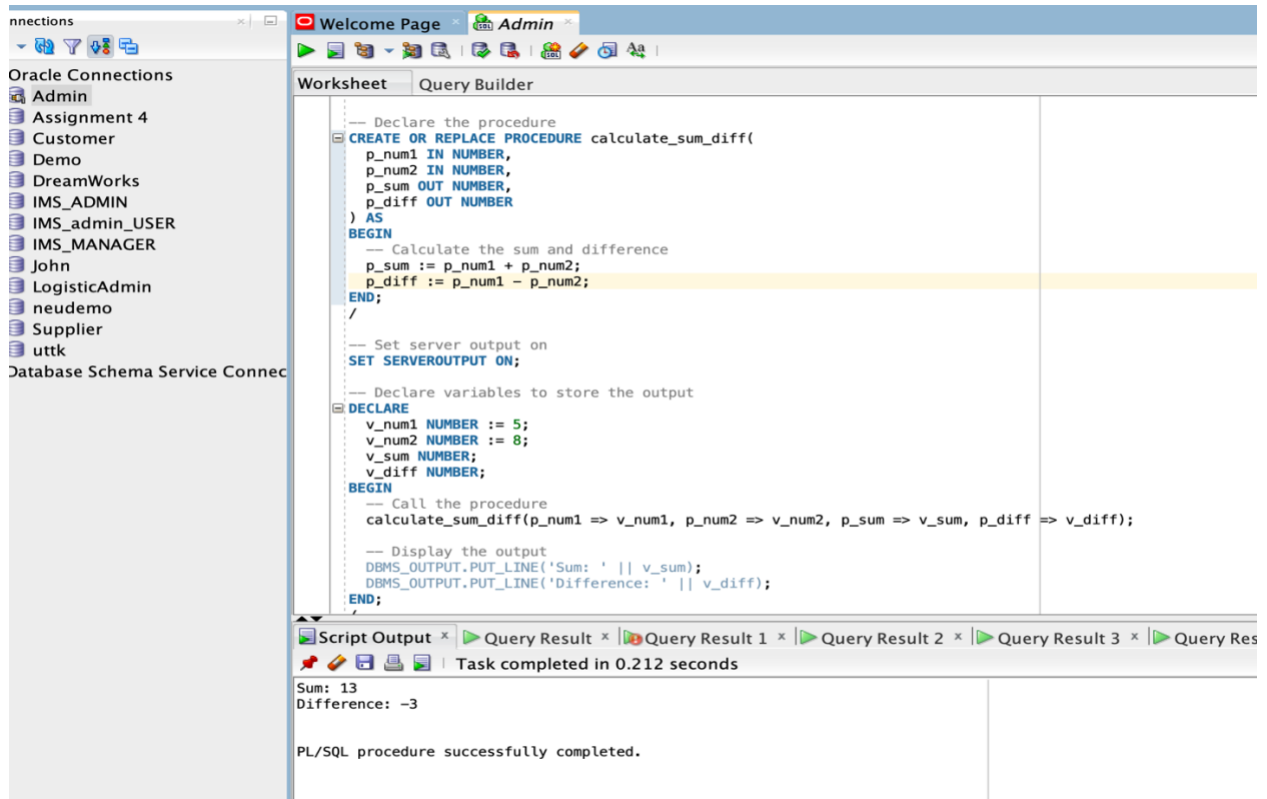 nnections
Oracle Connections
Admin
Assignment 4
Customer
Demo
DreamWorks
IMS_ADMIN
IMS_admin_USER
IMS_MANAGER
John
LogisticAdmin
neudemo
Supplier
uttk
Database Schema Service Connec
Welcome Page
Admin
Worksheet
Query Builder
-- Declare the procedure
CREATE OR REPLACE PROCEDURE calculate_sum_diff(
p_num1 IN NUMBER,
p_num2 IN NUMBER,
p_sum OUT NUMBER,
p_diff OUT NUMBER
) AS
BEGIN
-- Calculate the sum and difference
p_sum := p_num1 + p_num2;
p_diff := p_num1 - p_num2;
END;
/
-- Set server output on
SET SERVEROUTPUT ON;
-- Declare variables to store the output
DECLARE
v_num1 NUMBER := 5;
v_num2 NUMBER := 8;
v_sum NUMBER;
v_diff NUMBER;
BEGIN
-- Call the procedure
calculate_sum_diff(p_num1 => v_num1, p_num2 => v_num2, p_sum => v_sum, p_diff => v_diff);
-- Display the output
DBMS_OUTPUT.PUT_LINE('Sum: ' || v_sum);
DBMS_OUTPUT.PUT_LINE('Difference: ' || v_diff);
END;
/
Script Output
Query Result
Query Result 1
Query Result 2
Query Result 3
Query Res
Task completed in 0.212 seconds
Sum: 13
Difference: -3
PL/SQL procedure successfully completed.